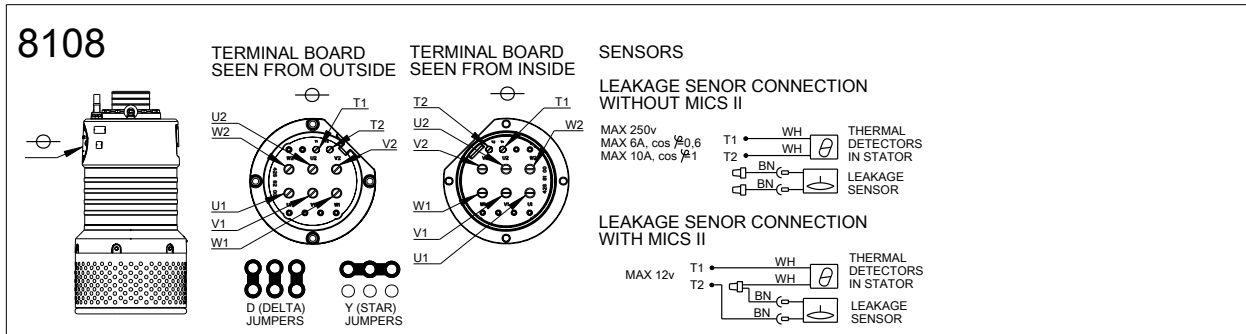 8108
TERMINAL BOARD
SEEN FROM OUTSIDE
T1
U2
T2
W2
V2
U1
V1
W1
D (DELTA)
JUMPERS
Y (STAR)
JUMPERS
TERMINAL BOARD
SEEN FROM INSIDE
T2
T1
U2
W2
V2
W1
V1
U1
SENSORS
LEAKAGE SENOR CONNECTION
WITHOUT MICS II
MAX 250v
MAX 6A, cos φ=0,6
MAX 10A, cos φ=1
T1
WH
T2
WH
THERMAL
DETECTORS
IN STATOR
BN
BN
LEAKAGE
SENSOR
LEAKAGE SENOR CONNECTION
WITH MICS II
MAX 12v
T1
WH
T2
WH
THERMAL
DETECTORS
IN STATOR
BN
BN
LEAKAGE
SENSOR